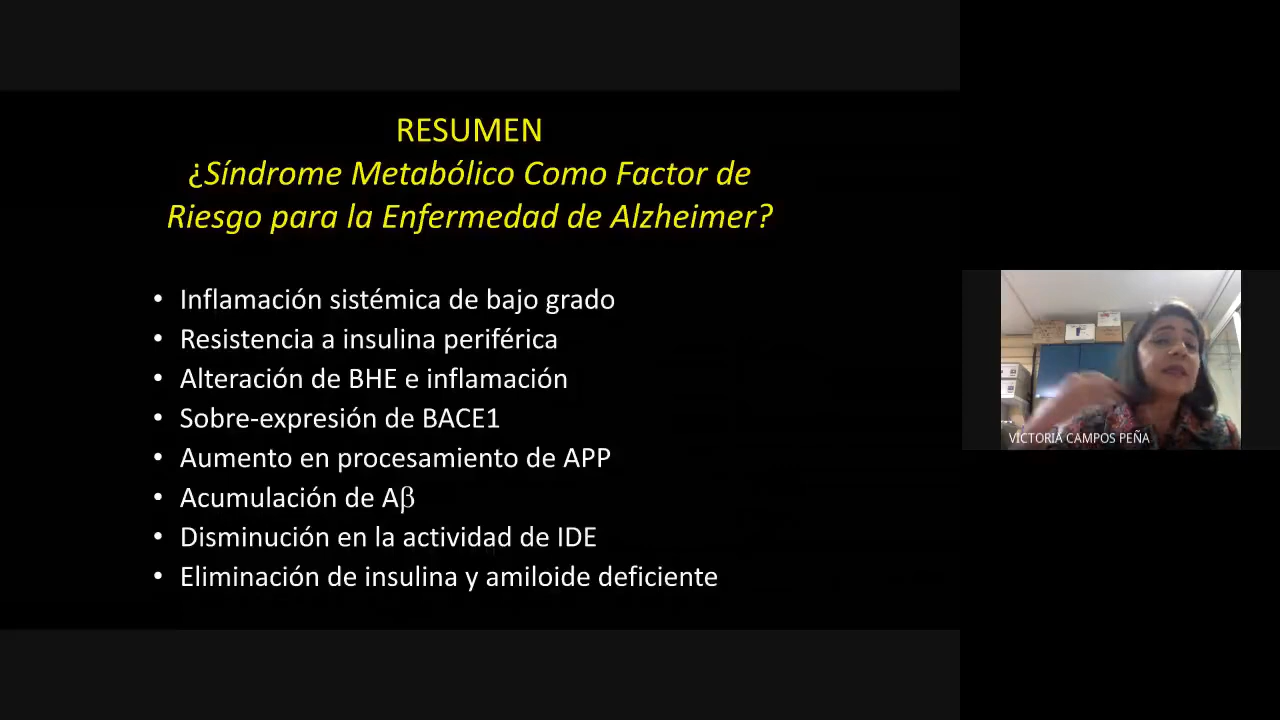 RESUMEN
¿Síndrome Metabólico Como Factor de
Riesgo para la Enfermedad de Alzheimer?
• Inflamación sistémica de bajo grado
• Resistencia a insulina periférica
• Alteración de BHE e inflamación
• Sobre-expresión de BACE1
• Aumento en procesamiento de APP
• Acumulación de Aβ
• Disminución en la actividad de IDE
• Eliminación de insulina y amiloide deficiente
VICTORIA CAMPOS PEÑA